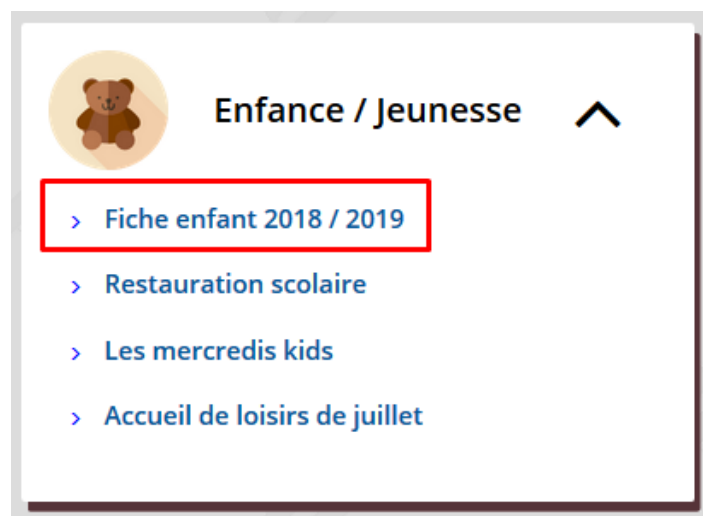 Enfance / Jeunesse
Fiche enfant 2018 / 2019
Restauration scolaire
Les mercredis kids
Accueil de loisirs de juillet